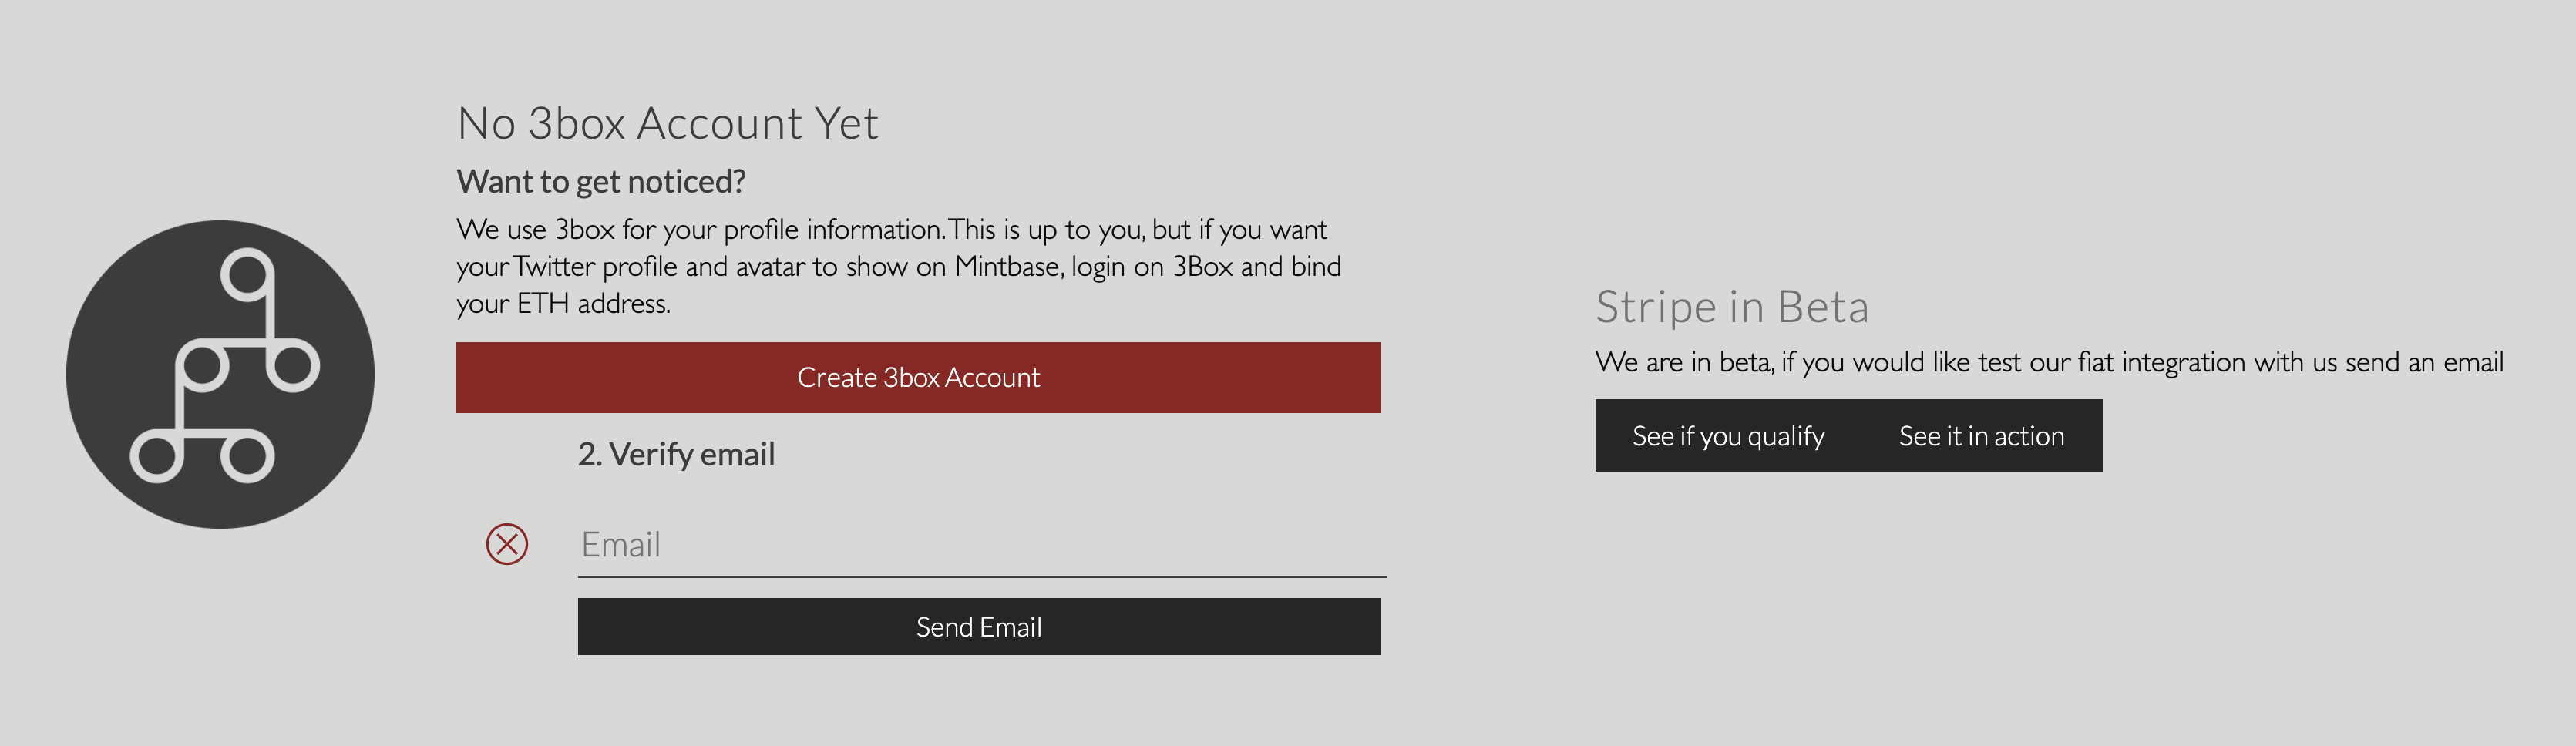 No 3box Account Yet
Want to get noticed?
We use 3box for your profile information. This is up to you, but if you want
your Twitter profile and avatar to show on Mintbase, login on 3Box and bind
your ETH address.
Create 3box Account
2. Verify email
Email
Send Email
Stripe in Beta
We are in beta, if you would like test our fiat integration with us send an email
See if you qualify
See it in action